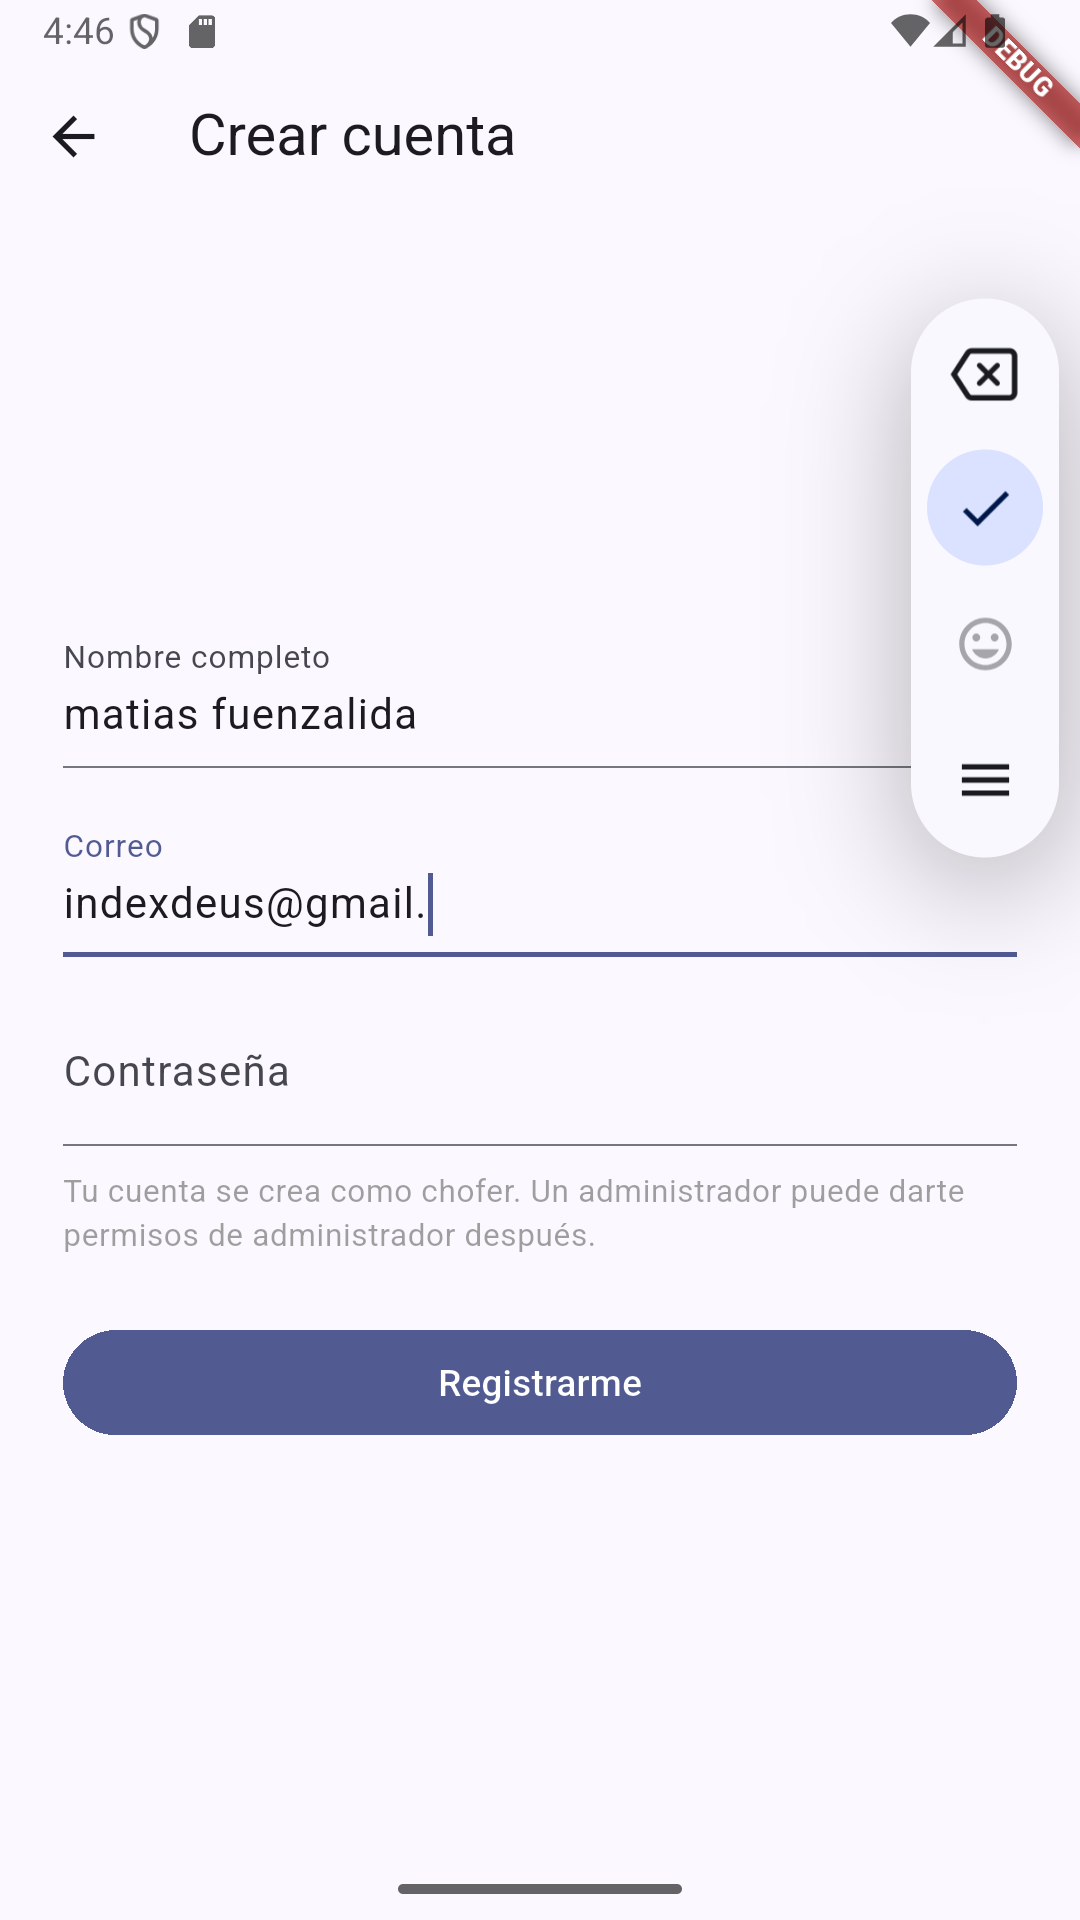 4:46
DEBUG
Crear cuenta
Nombre completo
matias fuenzalida
Correo
indexdeus@gmail.
Contraseña
Tu cuenta se crea como chofer. Un administrador puede darte
permisos de administrador después.
Registrarme